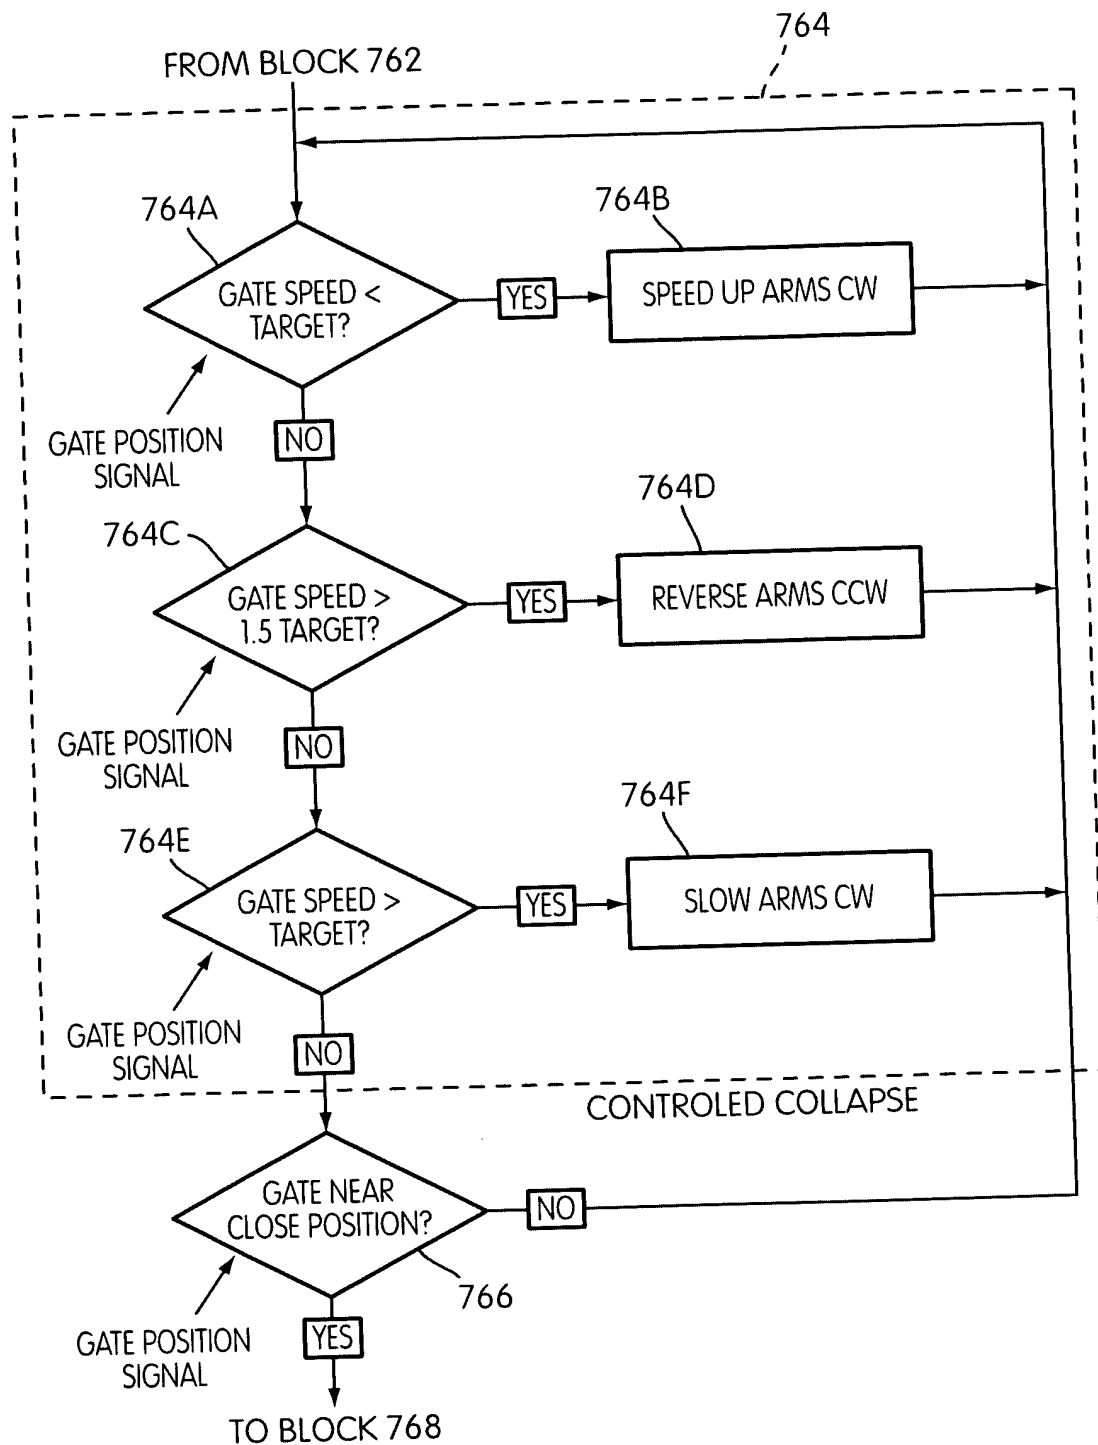 764
FROM BLOCK 762
764A
764B
GATE SPEED <
TARGET?
YES
SPEED UP ARMS CW
GATE POSITION
SIGNAL
NO
764C
764D
GATE SPEED >
1.5 TARGET?
YES
REVERSE ARMS CCW
GATE POSITION
SIGNAL
NO
764E
764F
GATE SPEED >
TARGET?
YES
SLOW ARMS CW
GATE POSITION
SIGNAL
NO
CONTROLED COLLAPSE
GATE NEAR
CLOSE POSITION?
NO
766
GATE POSITION
SIGNAL
YES
TO BLOCK 768